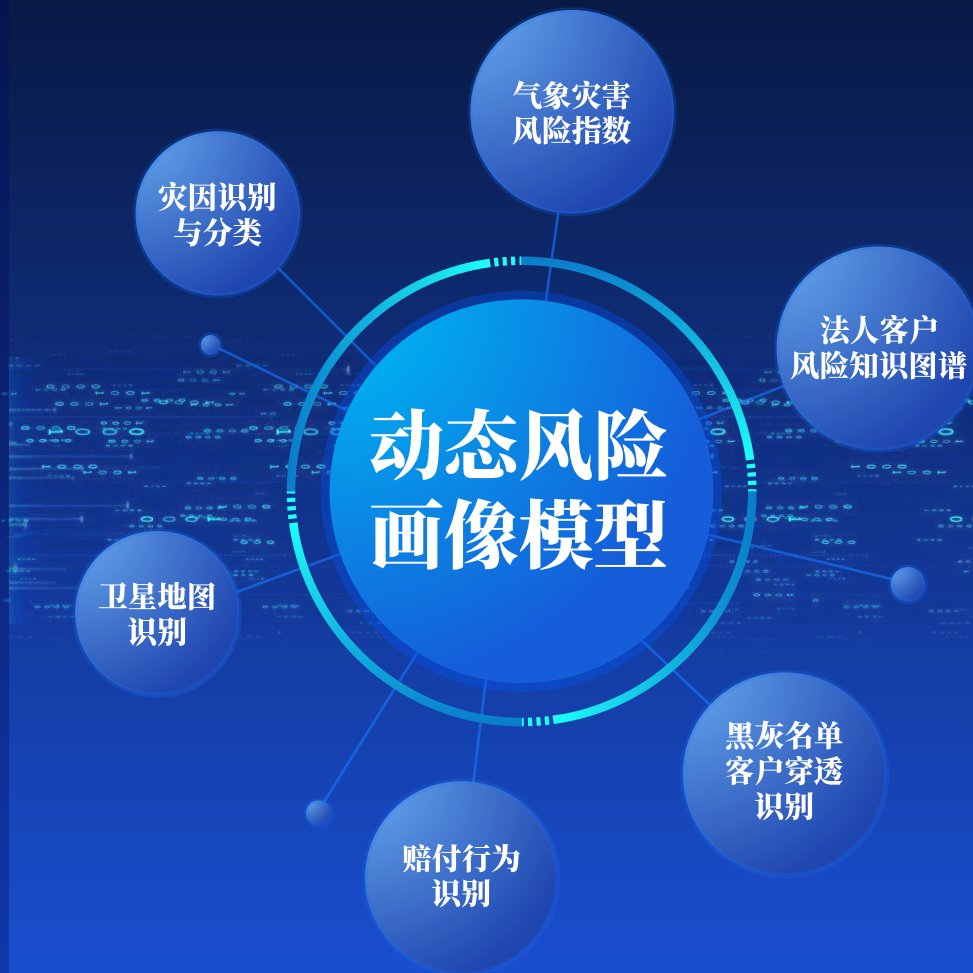 气象灾害
风险指数
灾因识别
与分类
法人客户
风险知识图谱
动态风险
画像模型
卫星地图
识别
黑灰名单
客户穿透
识别
赔付行为
识别